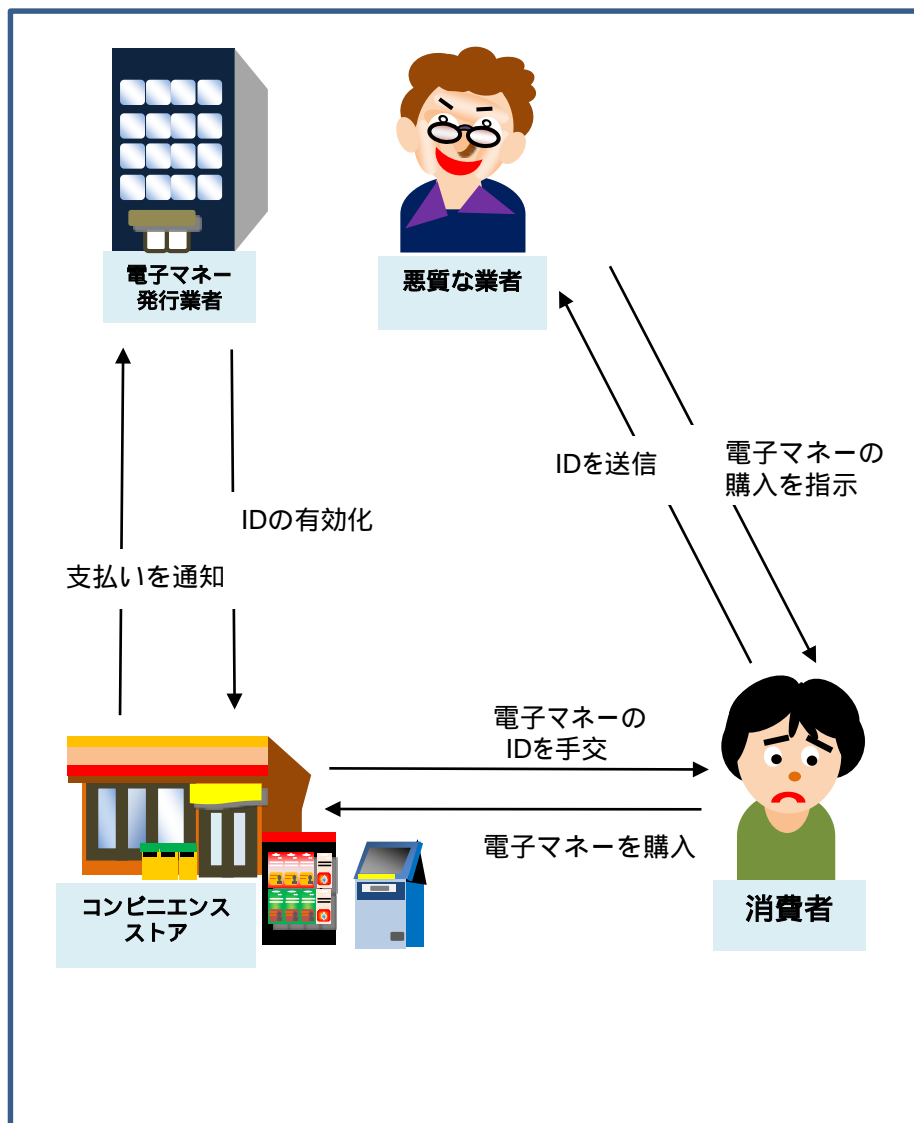 電子マネー
発行業者
悪質な業者
IDを送信
電子マネーの
購入を指示
IDの有効化
支払いを通知
電子マネーの
IDを手交
電子マネーを購入
コンビニエンス
ストア
消費者